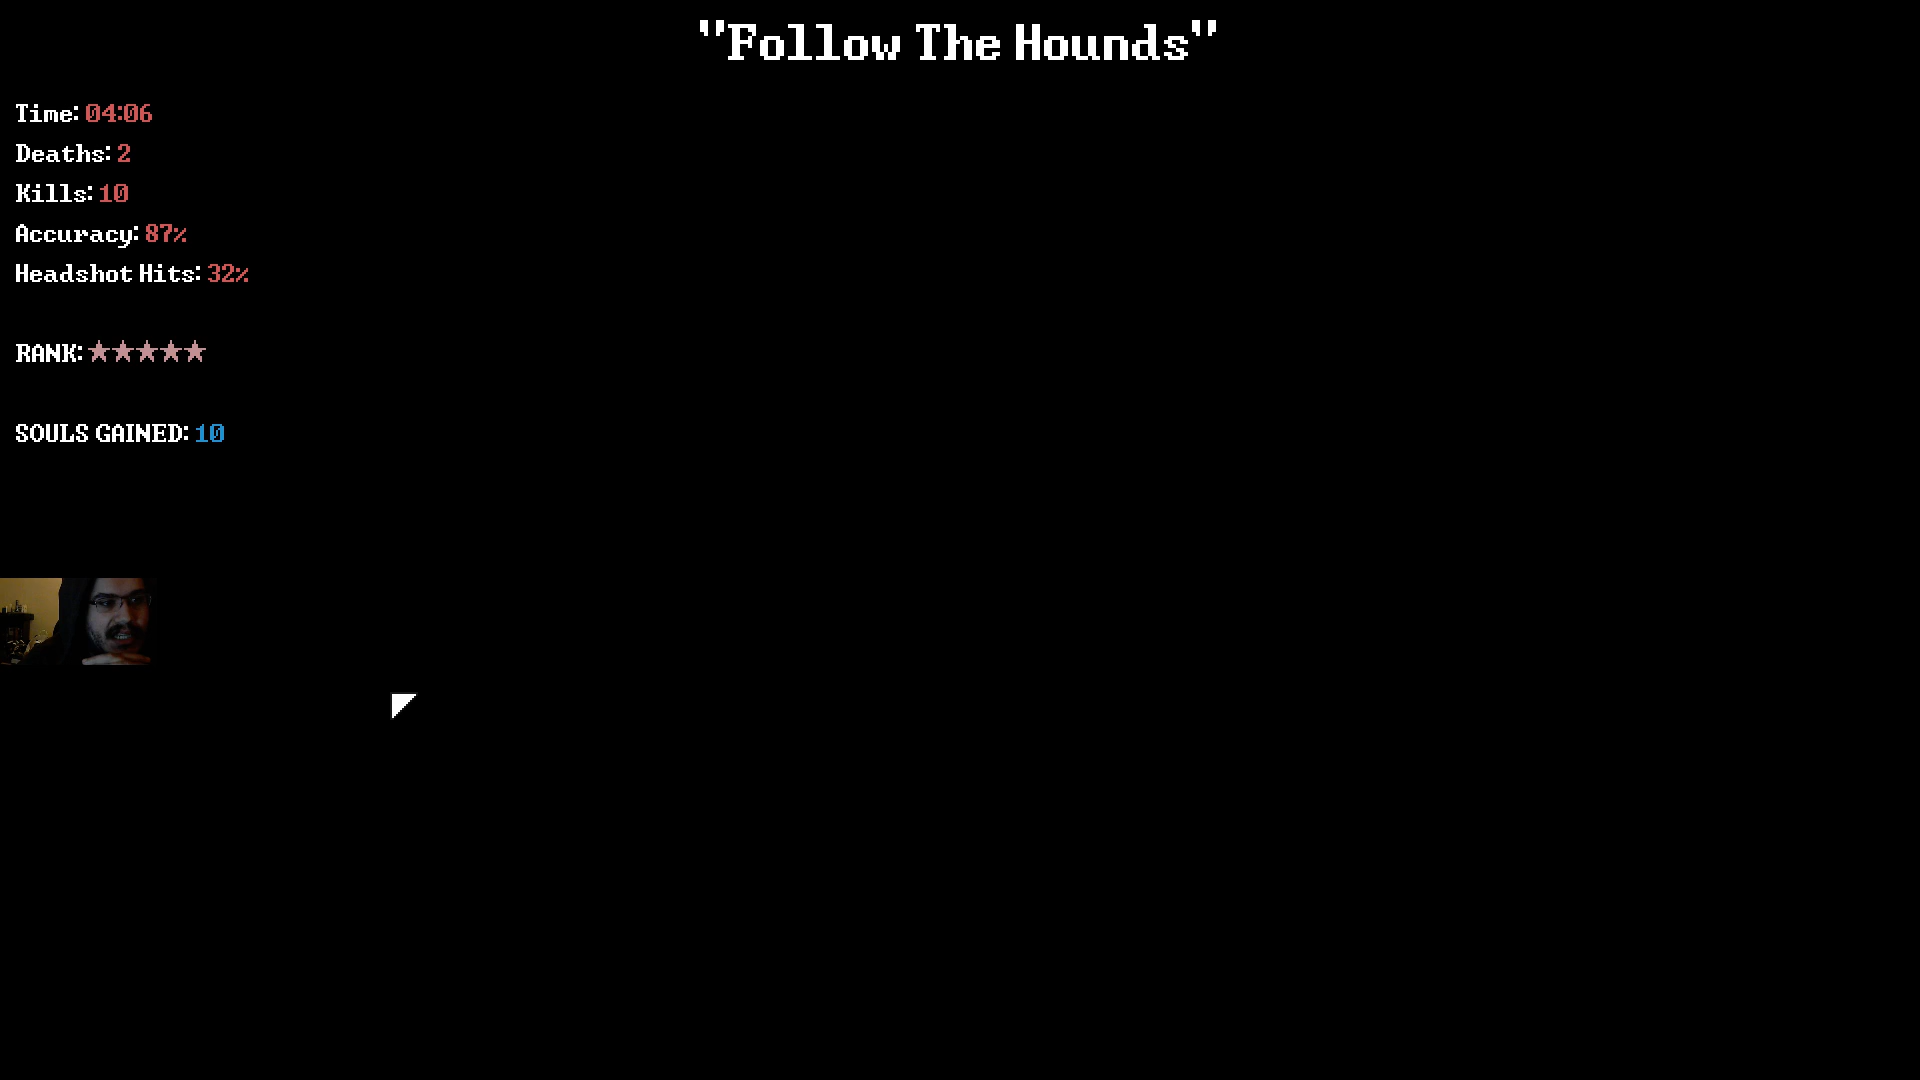 "Follow The Hounds"
Time: 04:06
Deaths: 2
Kills: 10
Accuracy: 87%
Headshot Hits: 32%
RANK: ★★★★★
SOULS GAINED: 10